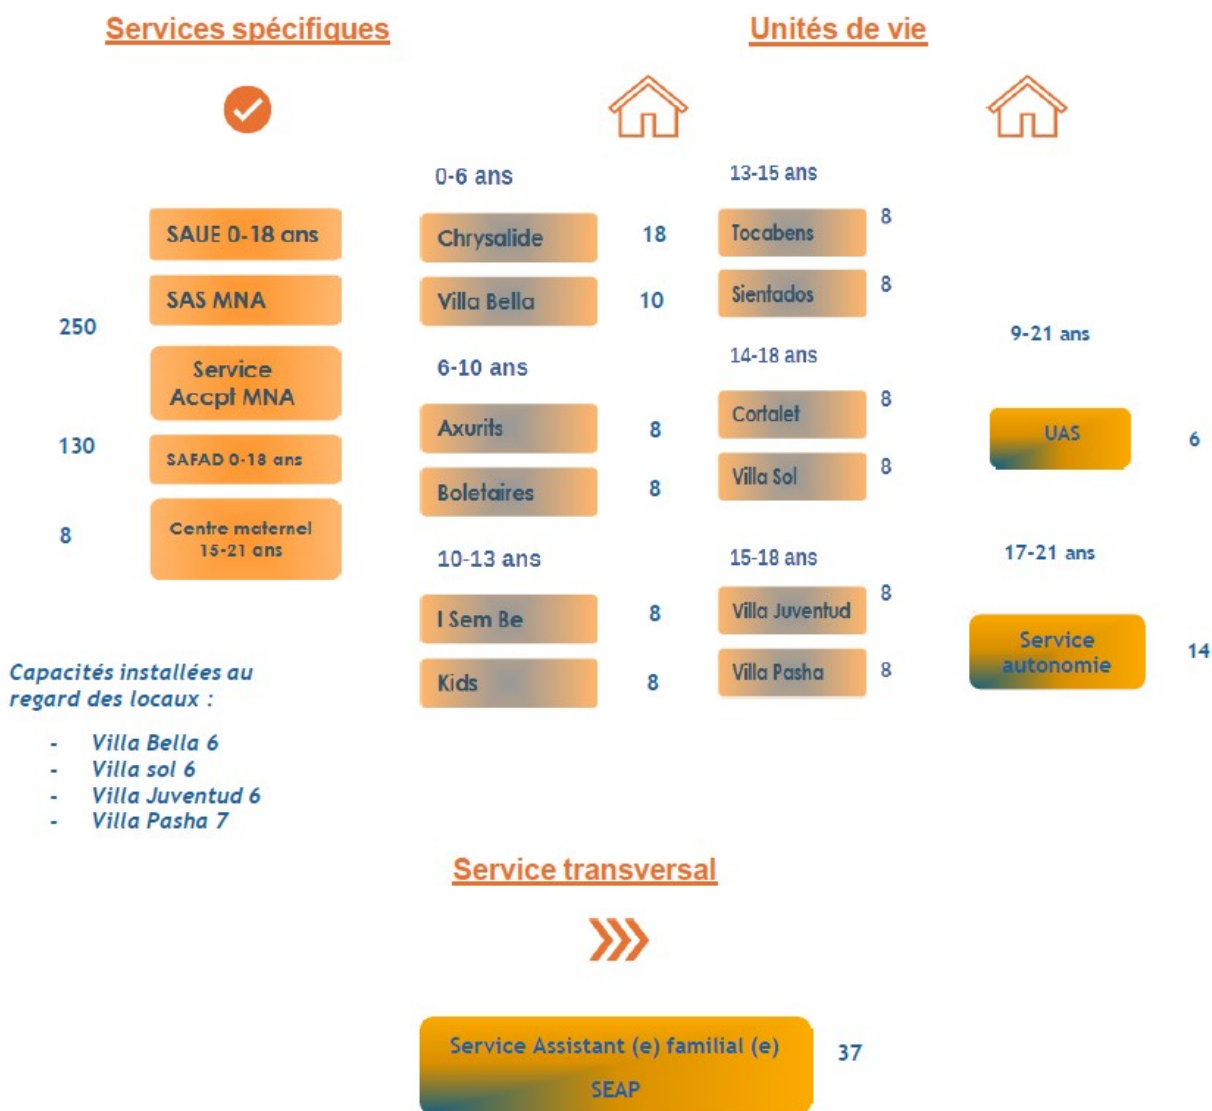 Services spécifiques
Unités de vie
0-6 ans
13-15 ans
SAUE 0-18 ans
Chrysalide
18
Tocabens
8
SAS MNA
Villa Bella
10
Sientados
8
250
9-21 ans
Service
Accpt MNA
6-10 ans
14-18 ans
Axurits
8
Cortalet
8
UAS
6
130
SAFAD 0-18 ans
Boletaires
8
Villa Sol
8
8
Centre maternel
15-21 ans
10-13 ans
15-18 ans
17-21 ans
I Sem Be
8
Villa Juventud
8
Service
autonomie
14
Kids
8
Villa Pasha
8
Capacités installées au
regard des locaux :
- Villa Bella 6
- Villa sol 6
- Villa Juventud 6
- Villa Pasha 7
Service transversal
Service Assistant (e) familial (e)
SEAP
37